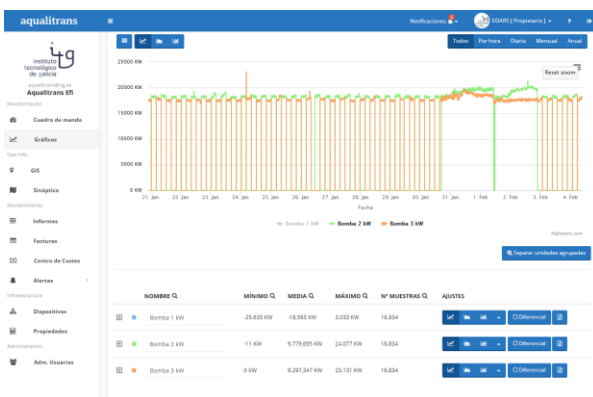 aqualitrans
Notificaciones
EDARS [ Propietario ]
instituto
tecnológico
de galicia
itg
aqualitrans@itg.es
Aqualitrans Efi
Monitorización
Cuadro de mando
Gráficos
Geo Info.
GIS
Sinóptico
Mantenimiento
Informes
Facturas
Centro de Costes
Alertas
Infraestructura
Dispositivos
Propiedades
Administración
Adm. Usuarios
Todos Por hora Diario Mensual Anual
Reset zoom
25000 KW
20000 KW
15000 KW
10000 KW
5000 KW
0 KW
21. Jan 22. Jan 23. Jan 24. Jan 25. Jan 26. Jan 27. Jan 28. Jan 29. Jan 30. Jan 31. Jan 1. Feb 2. Feb 3. Feb 4. Feb
Fecha
Bomba 1 kW Bomba 2 kW Bomba 3 kW
Highcharts.com
Separar unidades agrupadas
NOMBRE MÍNIMO MEDIA MÁXIMO Nº MUESTRAS AJUSTES
Bomba 1 kW -25,635 KW -18,593 KW 3.033 KW 16.834 Diferencial
Bomba 2 kW -11 KW 9.779,695 KW 24.077 KW 16.834 Diferencial
Bomba 3 kW 0 KW 9.297,347 KW 23.131 KW 16.834 Diferencial